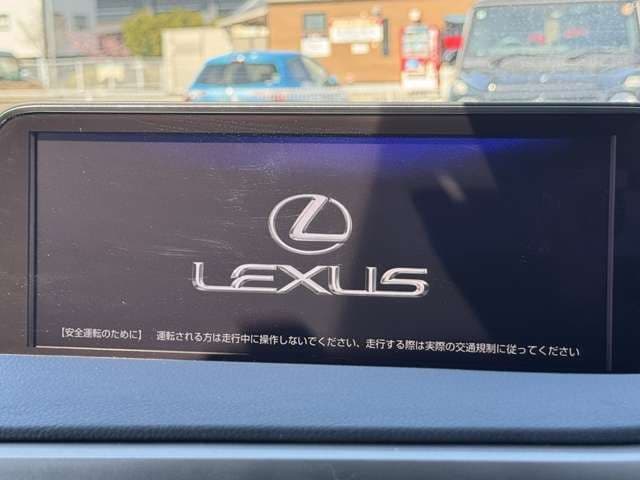 LEXUS
【安全運転のために】 運転される方は走行中に操作しないでください、走行する際は実際の交通規制に従ってください